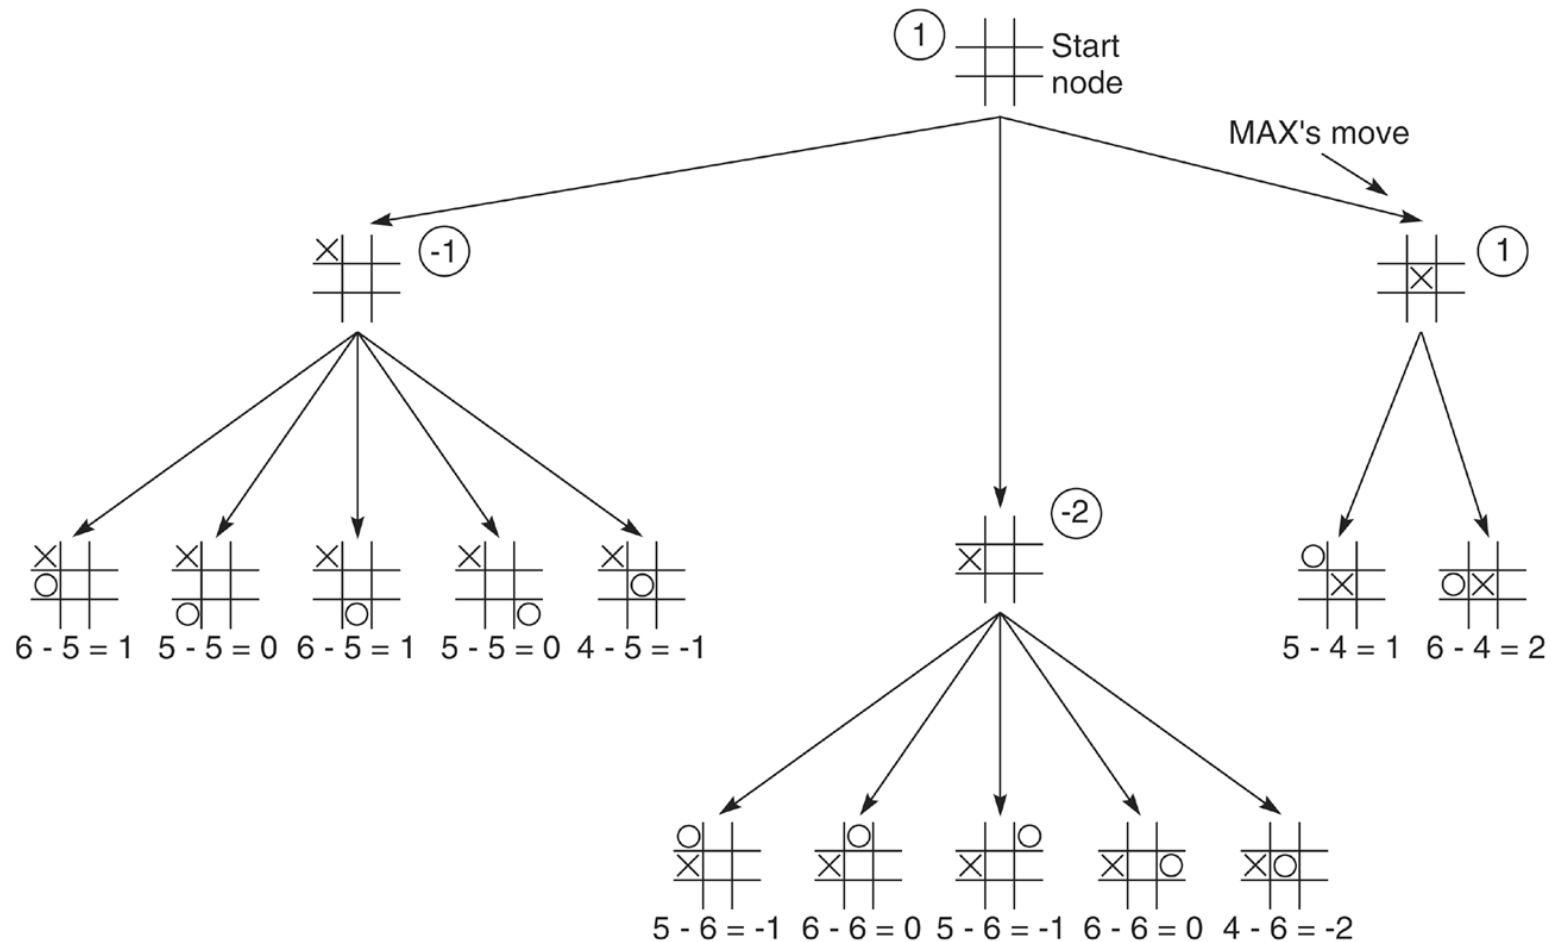 1
Start
node
MAX's move
-1
1
-2
6 - 5 = 1
5 - 5 = 0
6 - 5 = 1
5 - 5 = 0
4 - 5 = -1
5 - 4 = 1
6 - 4 = 2
5 - 6 = -1
6 - 6 = 0
5 - 6 = -1
6 - 6 = 0
4 - 6 = -2